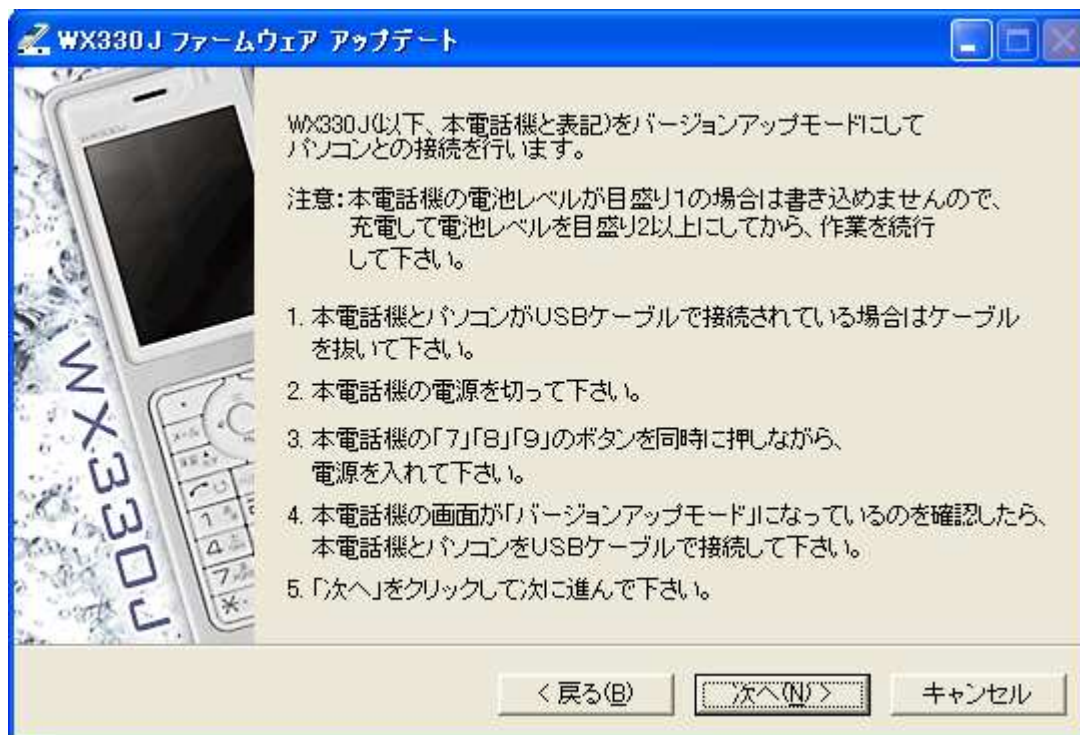 WX330J ファームウェア アップデート
WX330J(以下、本電話機と表記)をバージョンアップモードにして
パソコンとの接続を行います。
注意:本電話機の電池レベルが目盛り1の場合は書き込めませんので、
充電して電池レベルを目盛り2以上にしてから、作業を続行
して下さい。
1. 本電話機とパソコンがUSBケーブルで接続されている場合はケーブル
を抜いて下さい。
2. 本電話機の電源を切って下さい。
3. 本電話機の「7」「8」「9」のボタンを同時に押しながら、
電源を入れて下さい。
4. 本電話機の画面が「バージョンアップモード」になっているのを確認したら、
本電話機とパソコンをUSBケーブルで接続して下さい。
5. 「次へ」をクリックして次に進んで下さい。
WX330J
< 戻る(B)
次へ(N) >
キャンセル